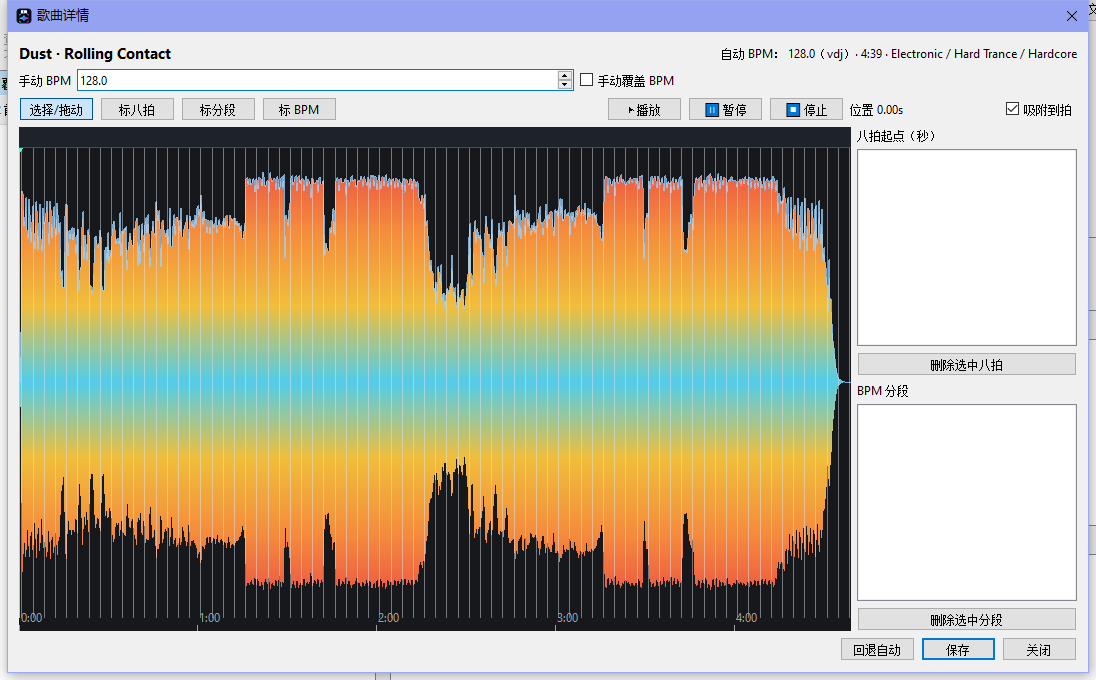 歌曲详情
Dust · Rolling Contact
自动 BPM： 128.0（vdj）· 4:39 · Electronic / Hard Trance / Hardcore
手动 BPM 128.0 手动覆盖 BPM
选择/拖动 标八拍 标分段 标 BPM 播放 暂停 停止 位置 0.00s 吸附到拍
八拍起点（秒）
删除选中八拍
BPM 分段
0:00 1:00 2:00 3:00 4:00
删除选中分段
回退自动 保存 关闭